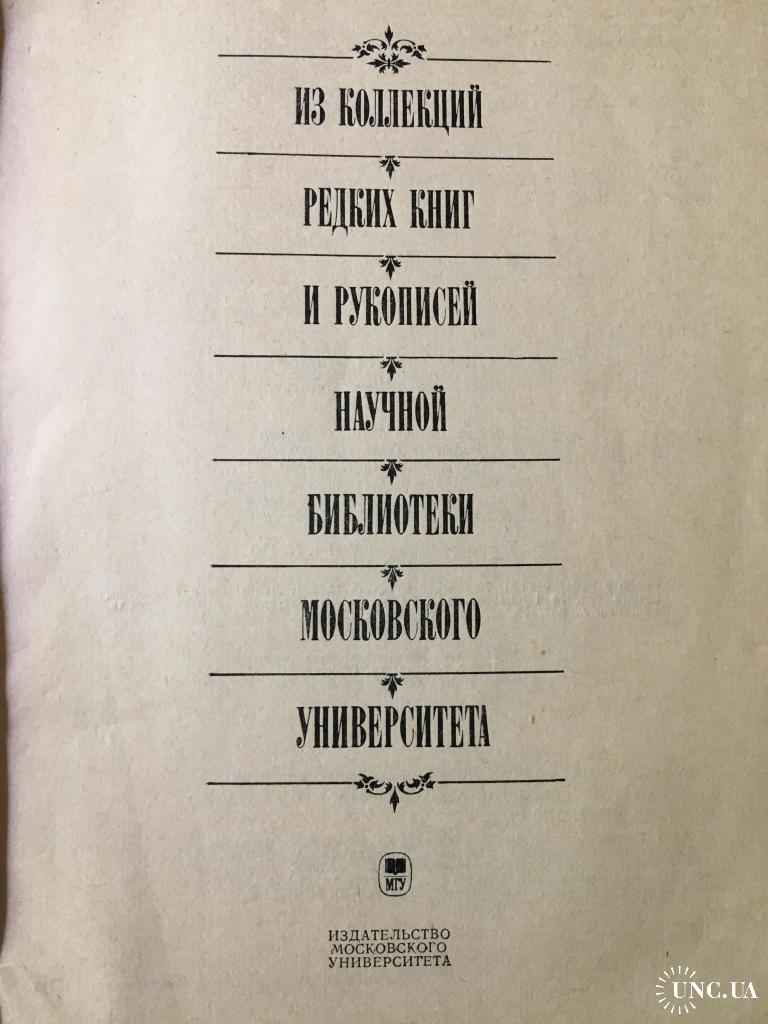 ИЗ КОЛЛЕКЦИЙ
РЕДКИХ КНИГ
И РУКОПИСЕЙ
НАУЧНОЙ
БИБЛИОТЕКИ
МОСКОВСКОГО
УНИВЕРСИТЕТА
МГУ
ИЗДАТЕЛЬСТВО
МОСКОВСКОГО
УНИВЕРСИТЕТА
UNC.UA